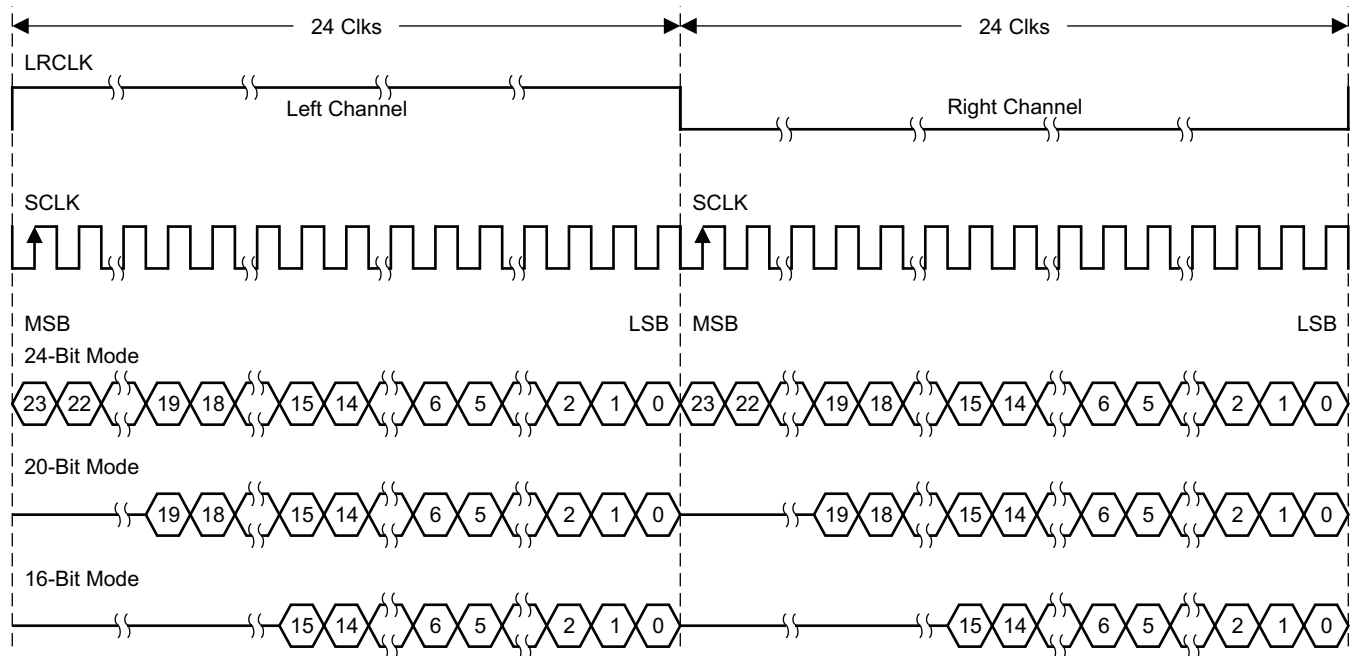 24 Clks 24 Clks
LRCLK
Left Channel Right Channel
SCLK SCLK
MSB LSB MSB LSB
24-Bit Mode
23 22 19 18 15 14 6 5 2 1 0 23 22 19 18 15 14 6 5 2 1 0
20-Bit Mode
19 18 15 14 6 5 2 1 0 19 18 15 14 6 5 2 1 0
16-Bit Mode
15 14 6 5 2 1 0 15 14 6 5 2 1 0